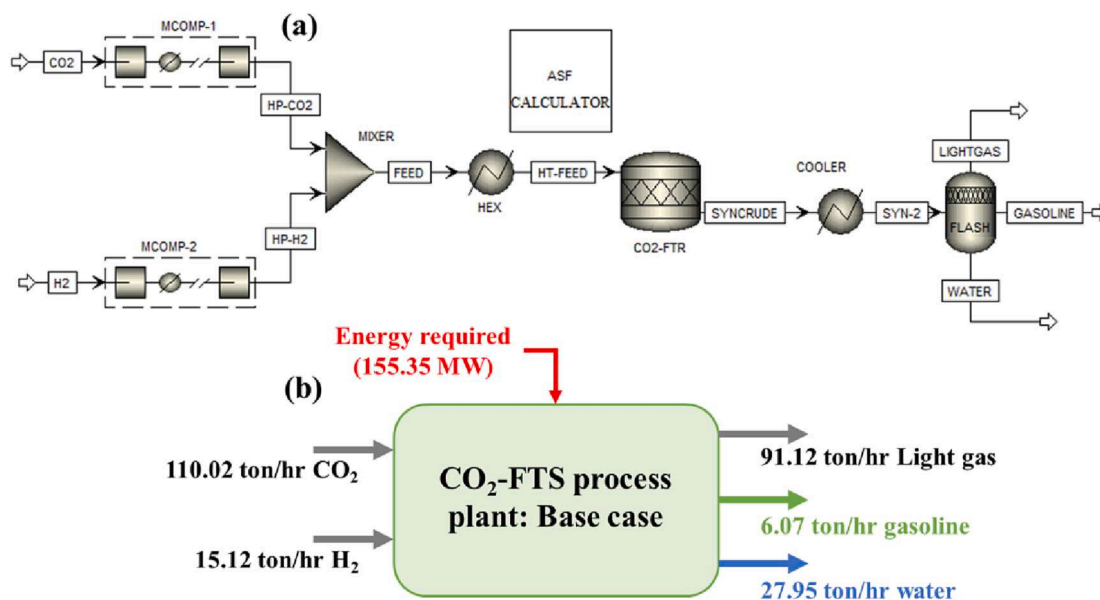 (a)
MCOMP-1
CO2
HP-CO2
ASF
CALCULATOR
MIXER
FEED
HEX
HT-FEED
CO2-FTR
SYNCRUDE
COOLER
SYN-2
LIGHTGAS
FLASH
GASOLINE
WATER
HP-H2
MCOMP-2
H2
Energy required
(155.35 MW)
(b)
110.02 ton/hr CO₂
15.12 ton/hr H₂
CO₂-FTS process
plant: Base case
91.12 ton/hr Light gas
6.07 ton/hr gasoline
27.95 ton/hr water